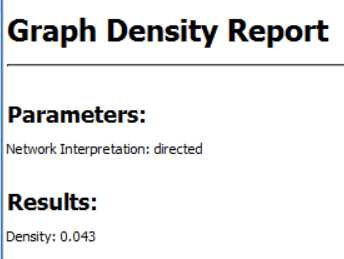 Graph Density Report
Parameters:
Network Interpretation: directed
Results:
Density: 0.043